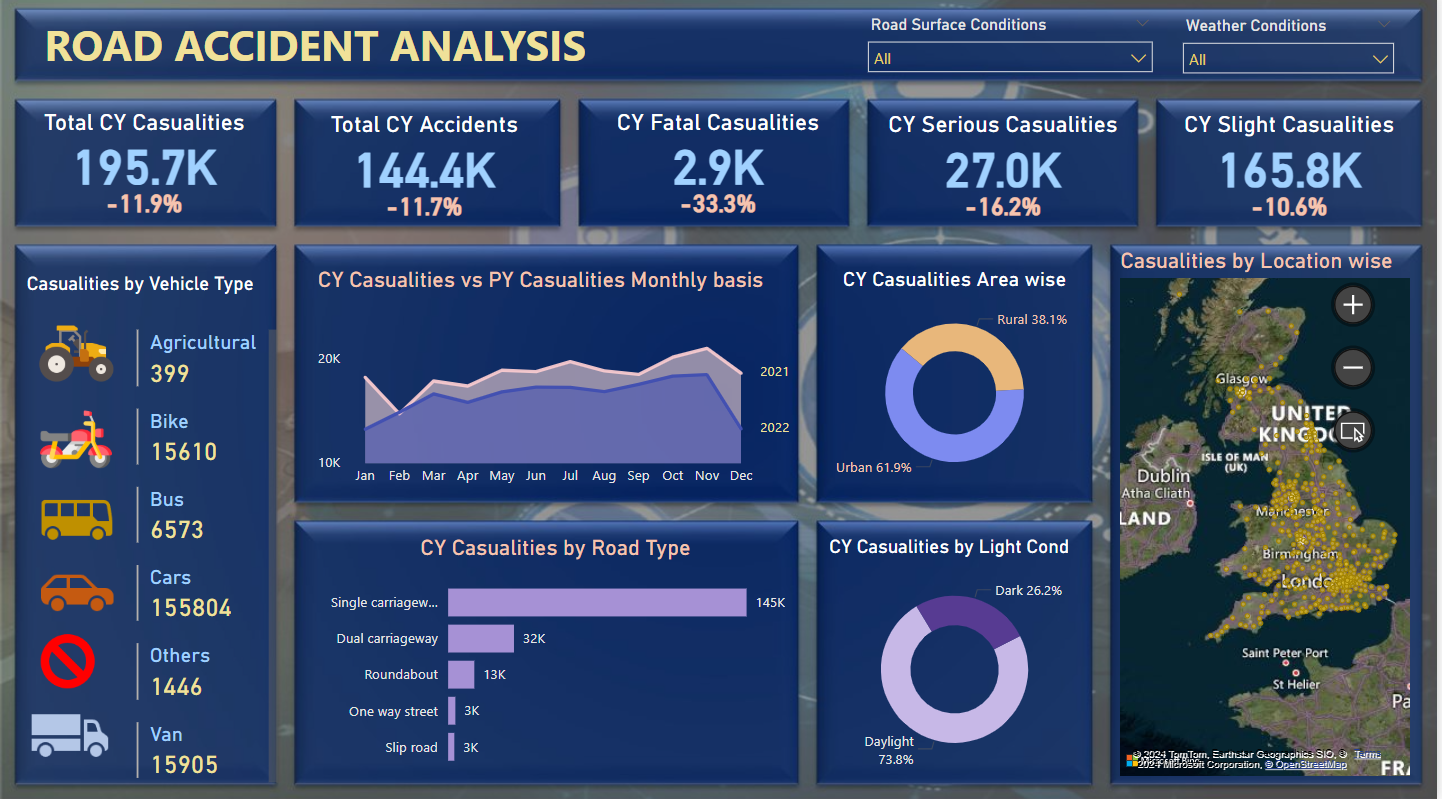 ROAD ACCIDENT ANALYSIS
Road Surface Conditions
All
Weather Conditions
All
Total CY Casualities
195.7K
-11.9%
Total CY Accidents
144.4K
-11.7%
CY Fatal Casualities
2.9K
-33.3%
CY Serious Casualities
27.0K
-16.2%
CY Slight Casualities
165.8K
-10.6%
Casualities by Vehicle Type
Agricultural
399
Bike
15610
Bus
6573
Cars
155804
Others
1446
Van
15905
CY Casualities vs PY Casualities Monthly basis
20K
10K
2021
2022
Jan Feb Mar Apr May Jun Jul Aug Sep Oct Nov Dec
CY Casualities by Road Type
Single carriagew... 145K
Dual carriageway 32K
Roundabout 13K
One way street 3K
Slip road 3K
CY Casualities Area wise
Rural 38.1%
Urban 61.9%
CY Casualities by Light Cond
Dark 26.2%
Daylight
73.8%
Casualities by Location wise
Glasgow
UNITED
ISLE OF MAN
(UK)
Dublin
Atha Cliath
LAND
Manchester
Birmingham
Saint Peter Port
St Helier
Pa
FR
© 2024 TomTom, Earthstar Geographics SIO, © Terms
2024 Microsoft Corporation, © OpenStreetMap